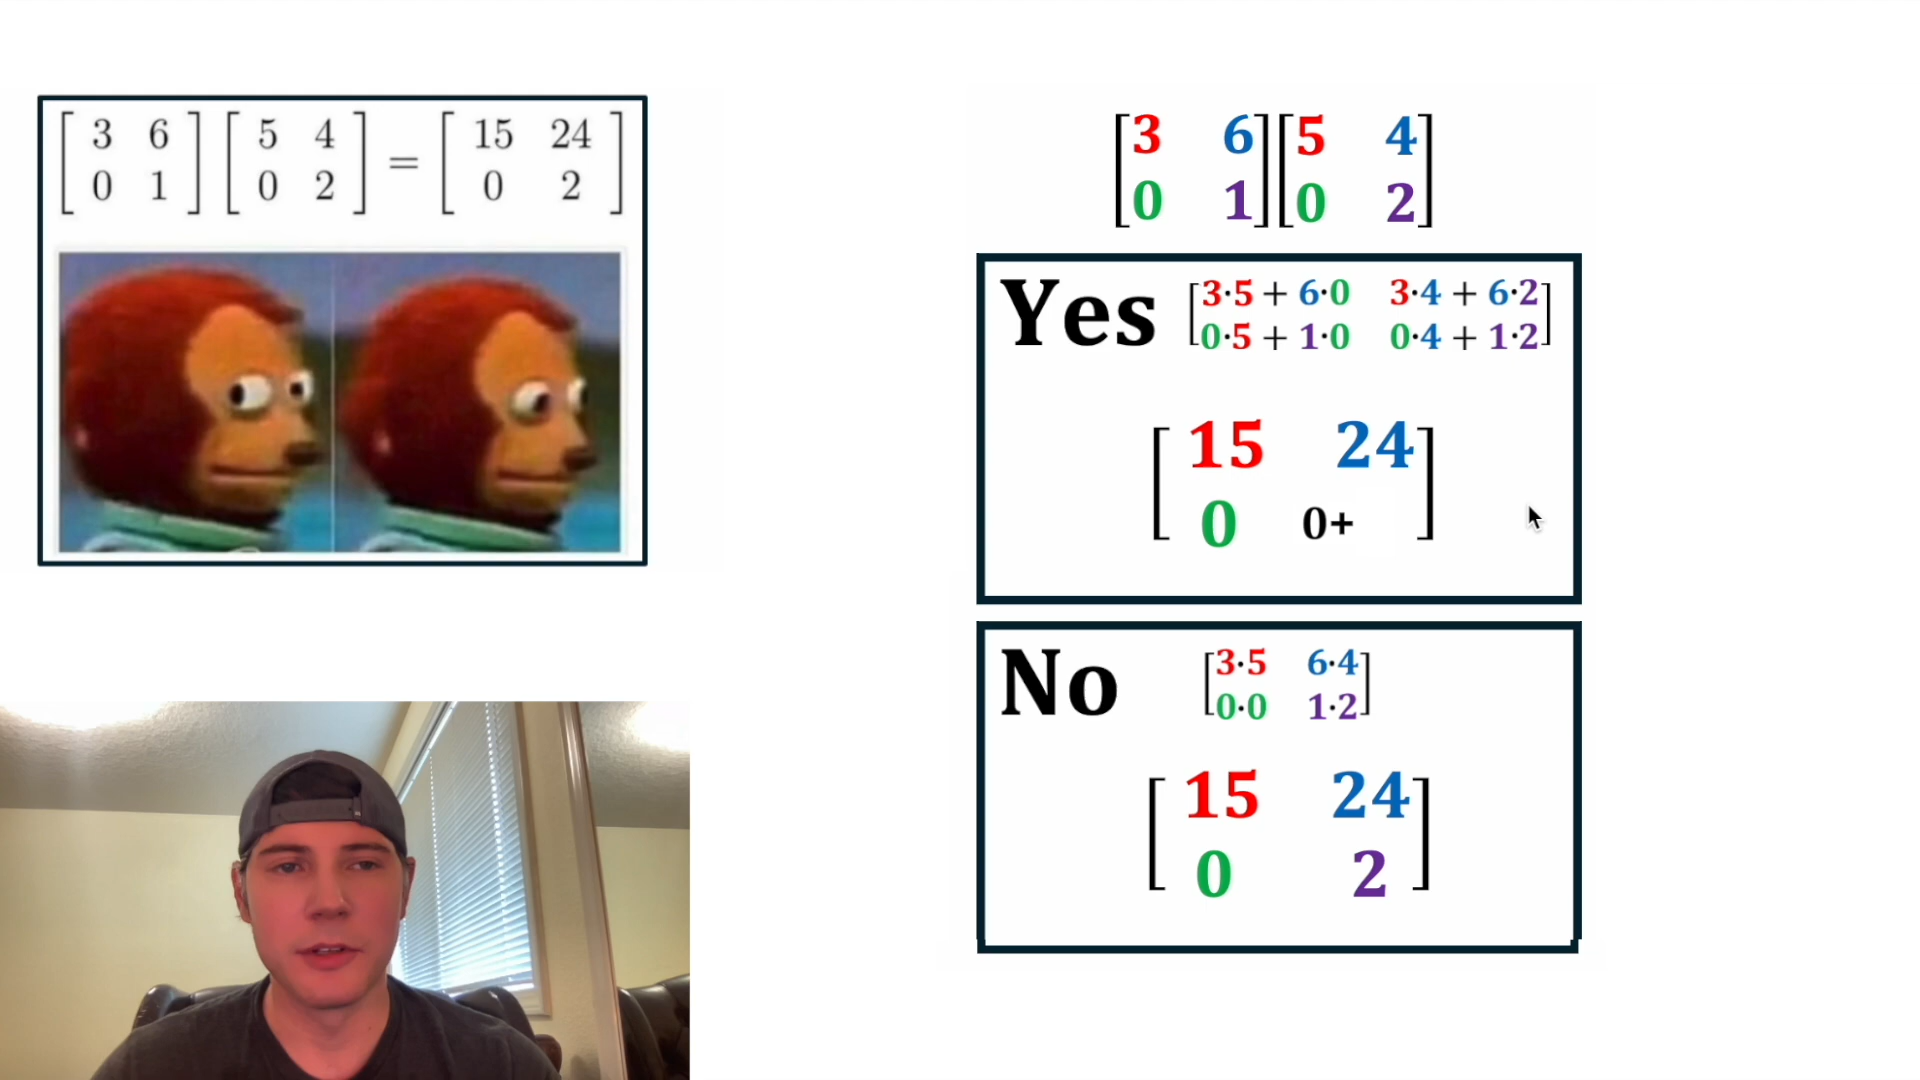 [3 6][5 4] = [15 24]
[0 1][0 2] [0 2]
[3 6][5 4]
[0 1][0 2]
Yes [3·5 + 6·0 3·4 + 6·2]
[0·5 + 1·0 0·4 + 1·2]
[15 24]
[0 0+ ]
No [3·5 6·4]
[0·0 1·2]
[15 24]
[0 2]